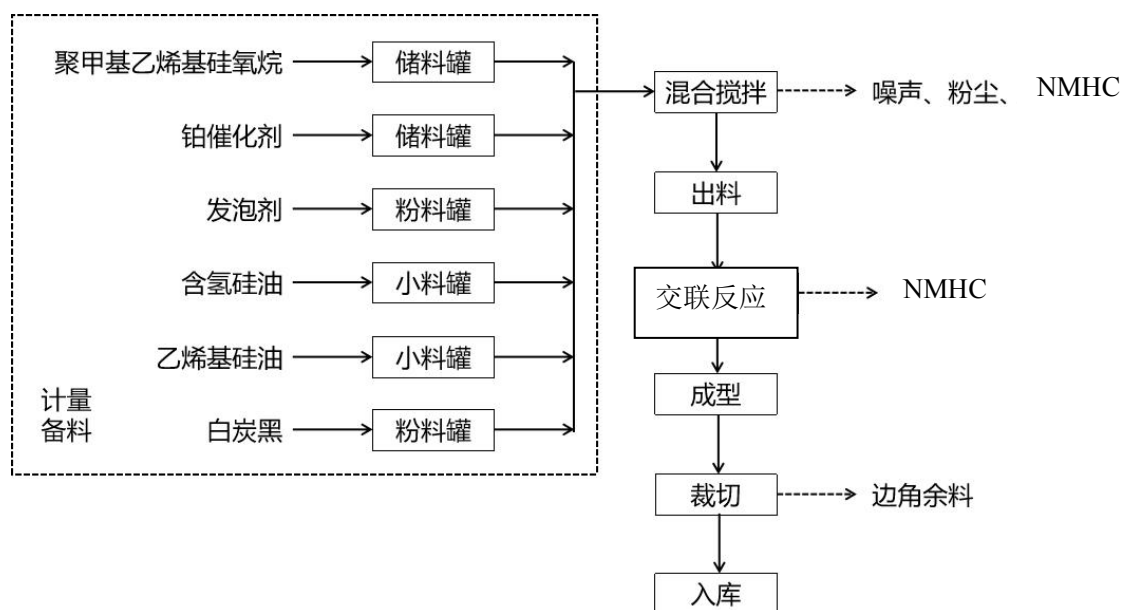 聚甲基乙烯基硅氧烷
储料罐
混合搅拌
噪声、粉尘、 NMHC
铂催化剂
储料罐
出料
发泡剂
粉料罐
含氢硅油
小料罐
交联反应
NMHC
乙烯基硅油
小料罐
成型
计量
备料
白炭黑
粉料罐
裁切
边角余料
入库